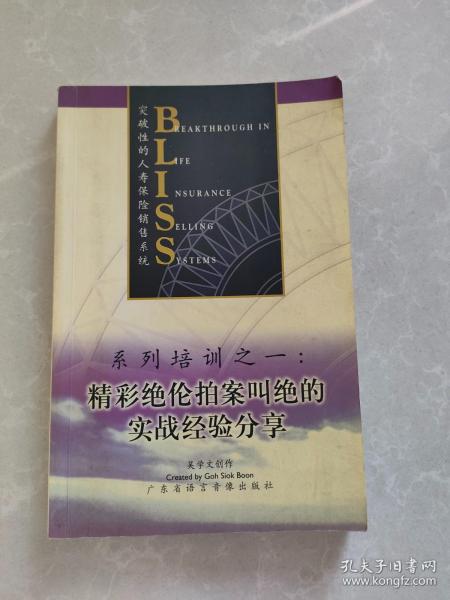 突破性的人寿保险销售系统
BREAKTHROUGH IN
LIFE
INSURANCE
SELLING
SYSTEMS
系列培训之一：
精彩绝伦拍案叫绝的
实战经验分享
吴学文创作
Created by Goh Siok Boon
广东省语言音像出版社
孔夫子旧书网
www.kongfz.com